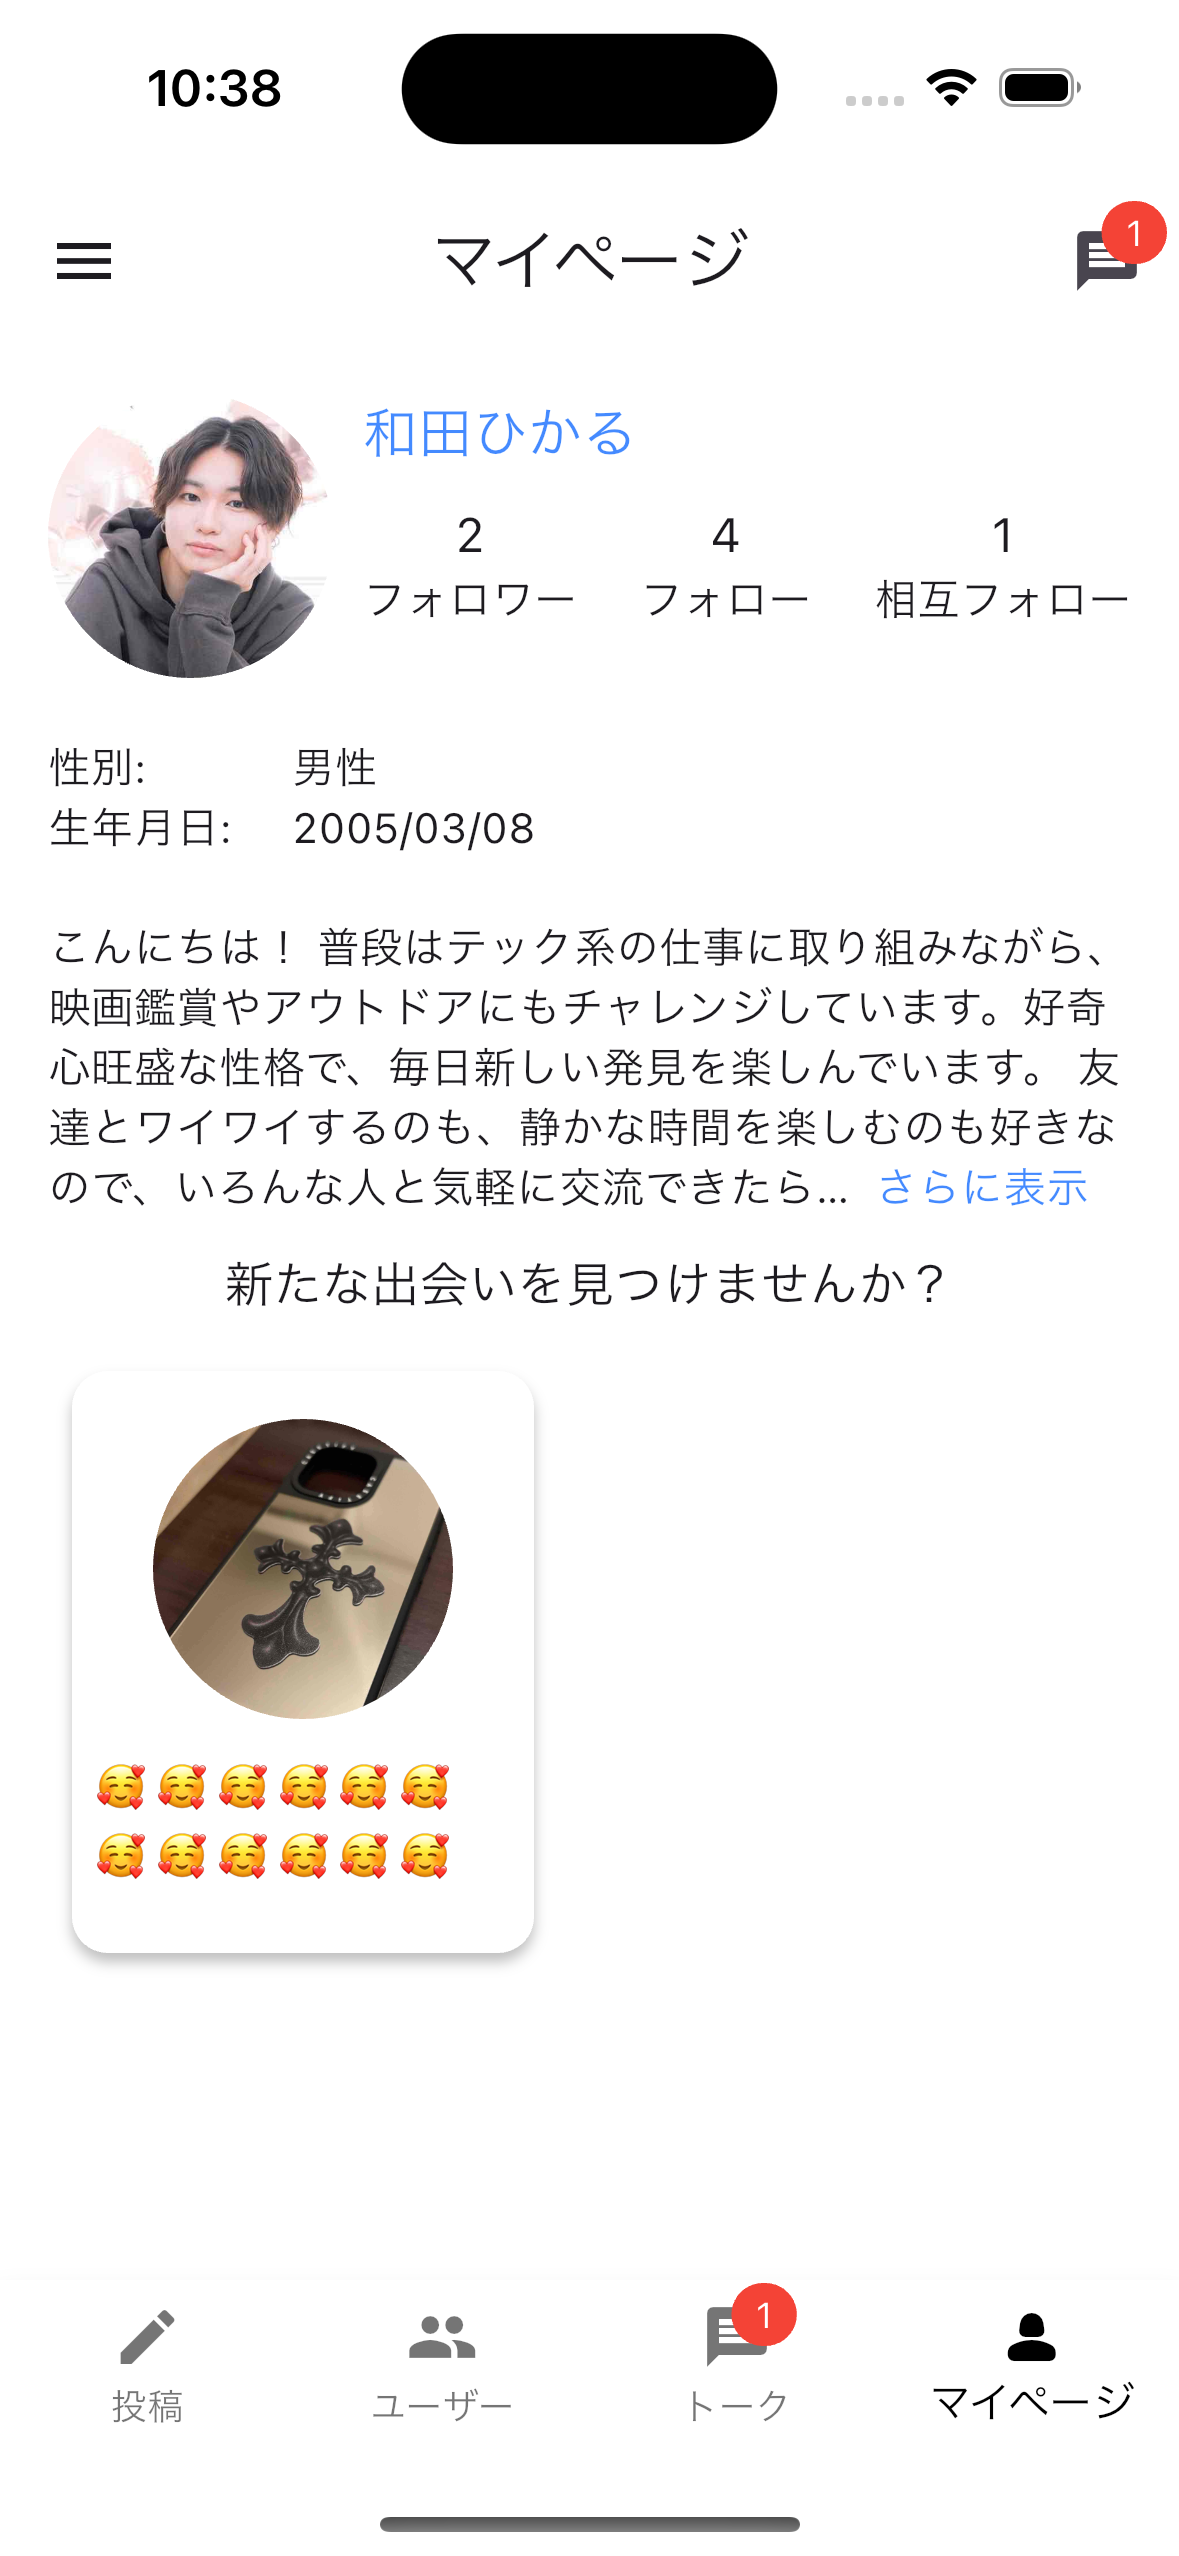 10:38
マイページ
1
和田ひかる
2 4 1
フォロワー フォロー 相互フォロー
性別: 男性
生年月日: 2005/03/08
こんにちは！ 普段はテック系の仕事に取り組みながら、
映画鑑賞やアウトドアにもチャレンジしています。好奇
心旺盛な性格で、毎日新しい発見を楽しんでいます。 友
達とワイワイするのも、静かな時間を楽しむのも好きな
ので、いろんな人と気軽に交流できたら... さらに表示
新たな出会いを見つけませんか？
🥰🥰🥰🥰🥰🥰
🥰🥰🥰🥰🥰🥰
1
投稿 ユーザー トーク マイページ